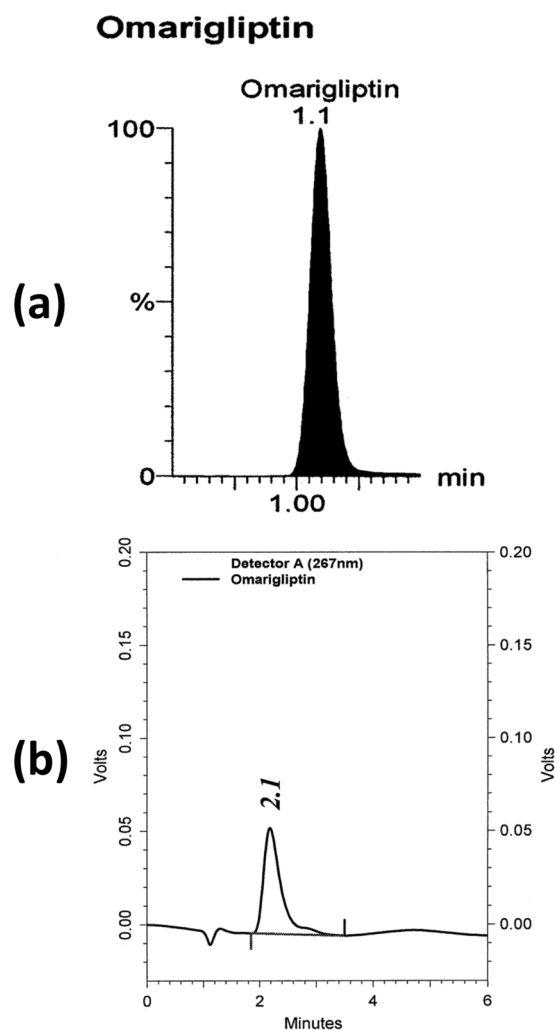 Omarigliptin
Omarigliptin
1.1
100
(a)
%
0
min
1.00
0.20
0.20
Detector A (267nm)
Omarigliptin
0.15
0.15
0.10
0.10
(b)
Volts
Volts
2.1
0.05
0.05
0.00
0.00
0
2
4
6
Minutes